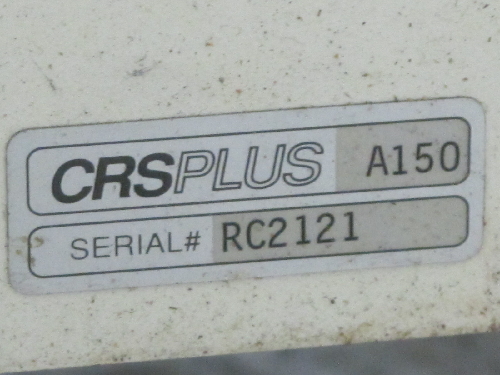 CRSPLUS A150
SERIAL# RC2121